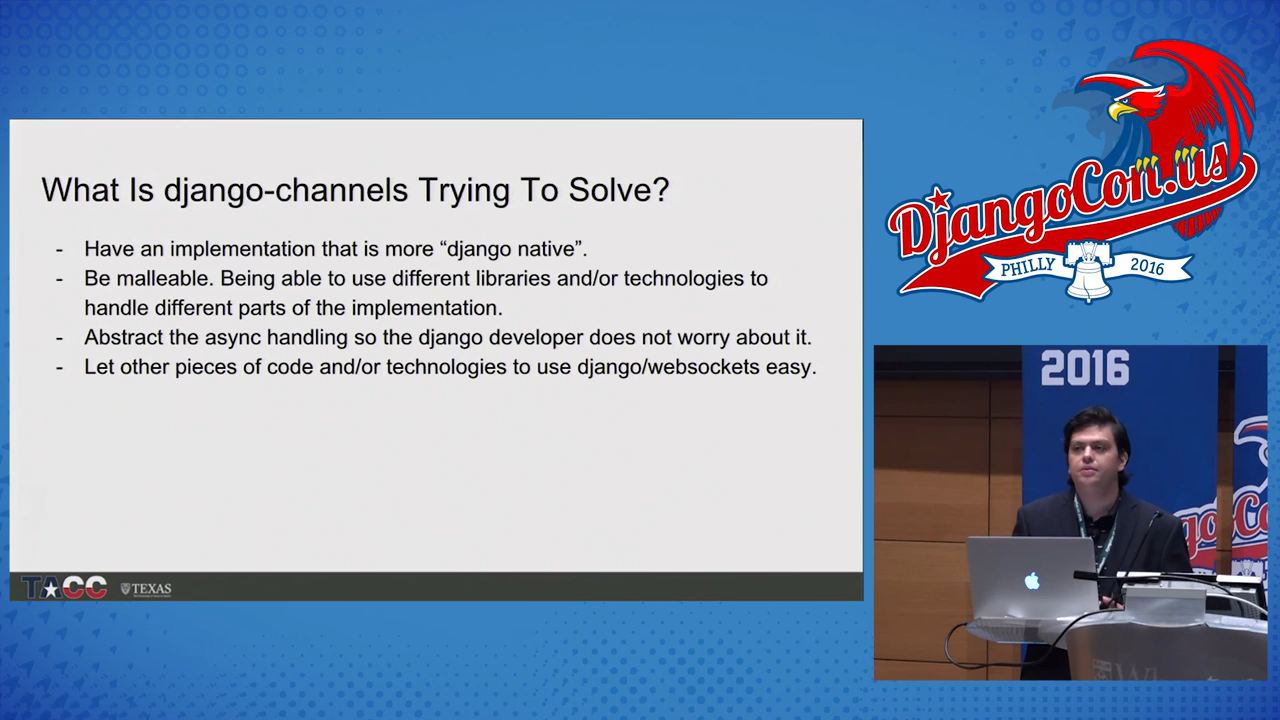 What Is django-channels Trying To Solve?
- Have an implementation that is more “django native”.
- Be malleable. Being able to use different libraries and/or technologies to
handle different parts of the implementation.
- Abstract the async handling so the django developer does not worry about it.
- Let other pieces of code and/or technologies to use django/websockets easy.
TACC
TEXAS
DjangoCon.us
PHILLY 2016
2016